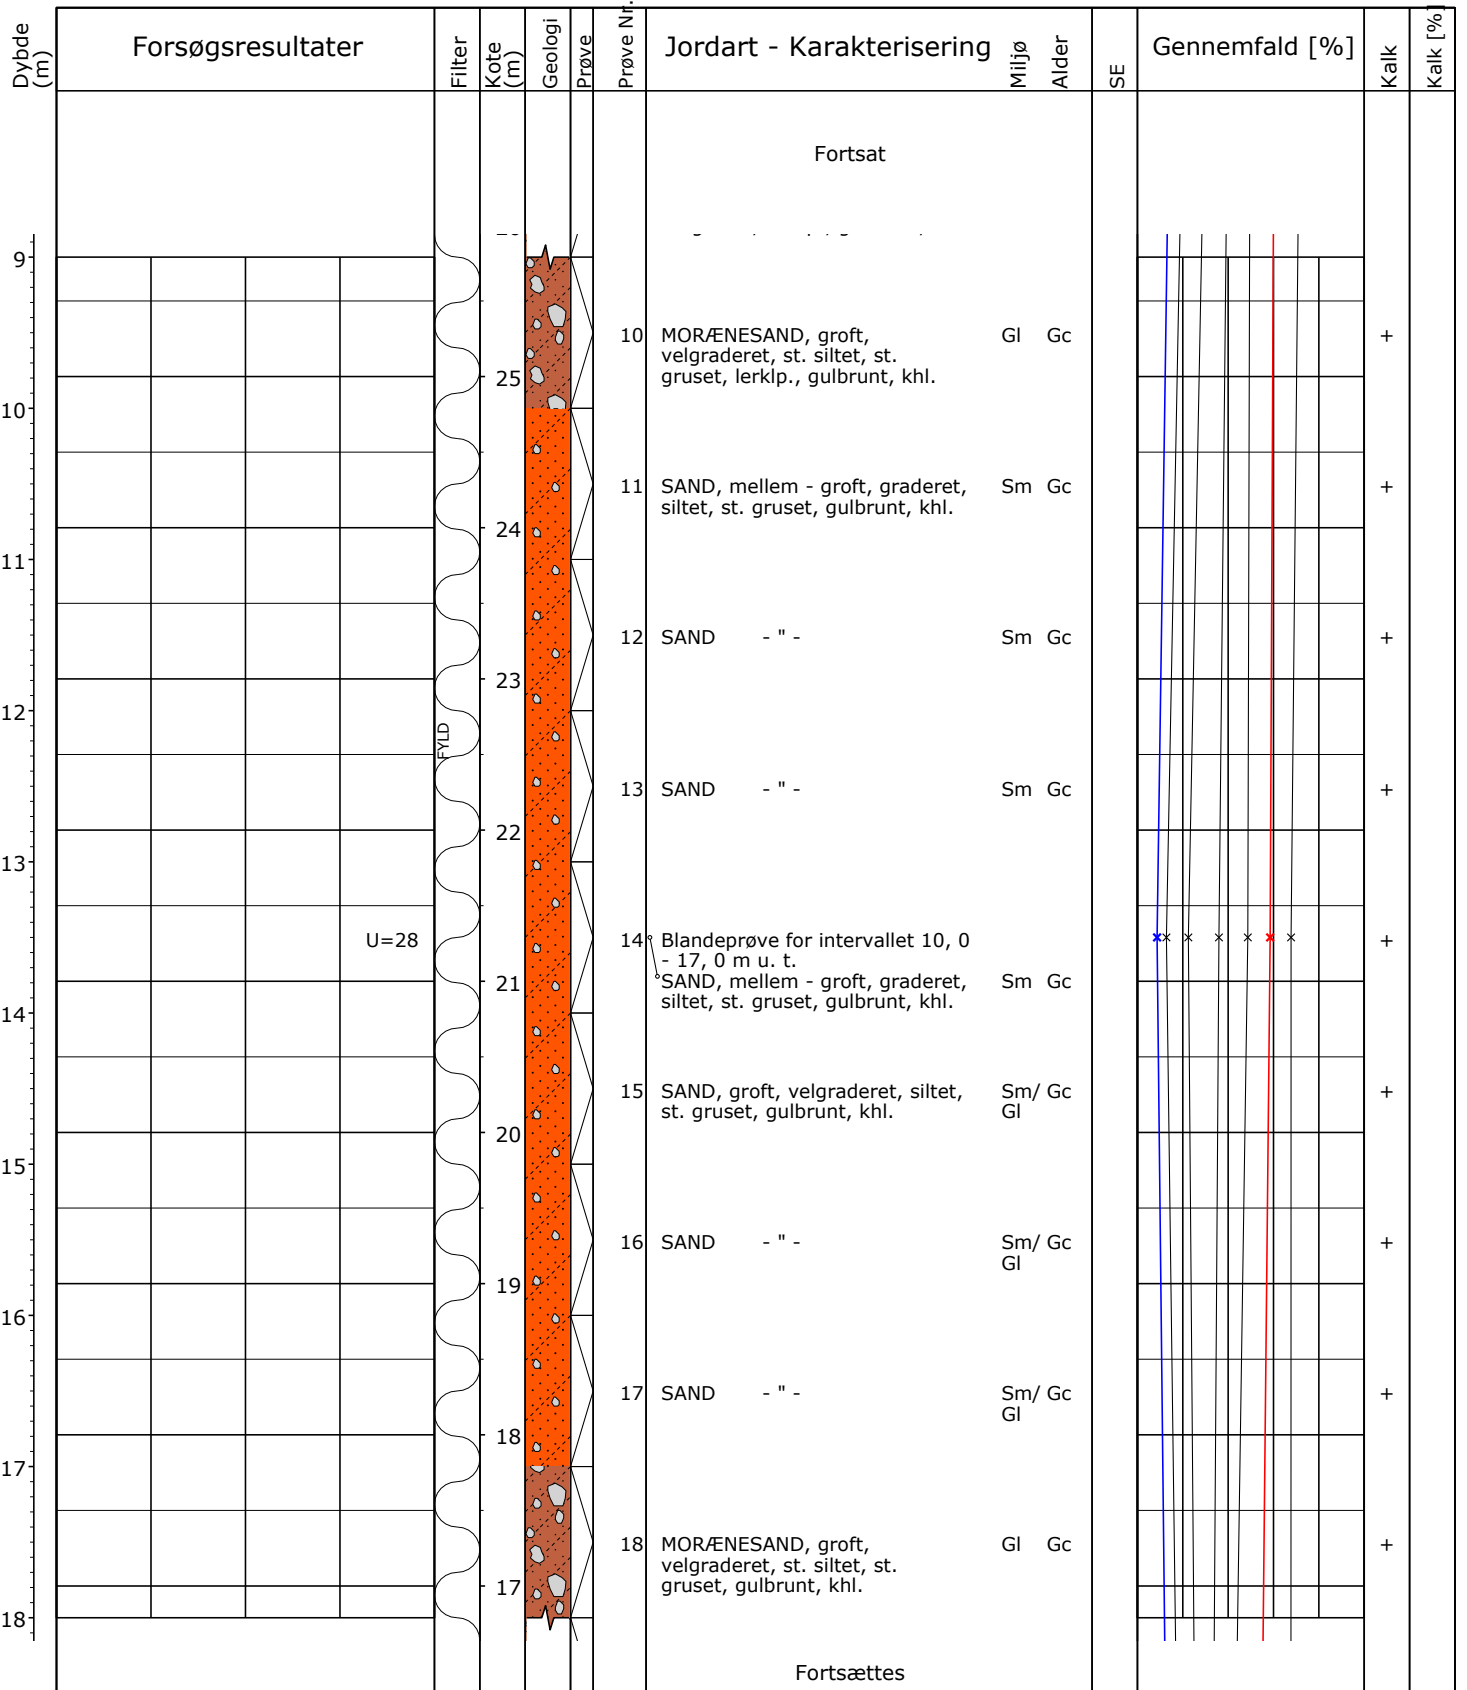 Dybde (m) Forsøgsresultater Filter Kote (m) Geologi Prøve Prøve Nr. Jordart - Karakterisering Miljø Alder SE Gennemfald [%] Kalk Kalk [%]
Fortsat
9
10 MORÆNESAND, groft, Gl Gc +
velgraderet, st. siltet, st.
25 gruset, lerklp., gulbrunt, khl.
10
11 SAND, mellem - groft, graderet, Sm Gc +
siltet, st. gruset, gulbrunt, khl.
24
11
12 SAND - " - Sm Gc +
23
12
FYLD
13 SAND - " - Sm Gc +
22
13
U=28 14 Blandeprøve for intervallet 10, 0 +
- 17, 0 m u. t.
21 SAND, mellem - groft, graderet, Sm Gc
siltet, st. gruset, gulbrunt, khl.
14
15 SAND, groft, velgraderet, siltet, Sm/ Gc +
st. gruset, gulbrunt, khl. Gl
20
15
16 SAND - " - Sm/ Gc +
Gl
19
16
17 SAND - " - Sm/ Gc +
Gl
18
17
18 MORÆNESAND, groft, Gl Gc +
velgraderet, st. siltet, st.
17 gruset, gulbrunt, khl.
18
Fortsættes